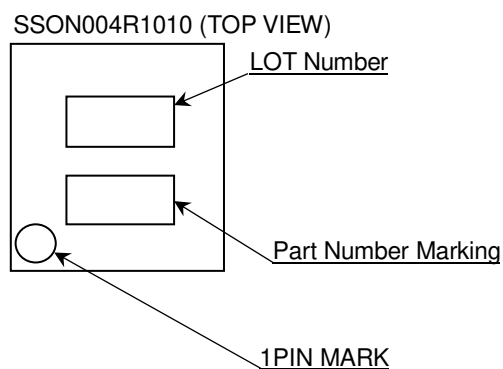 SSON004R1010 (TOP VIEW)
LOT Number
Part Number Marking
1PIN MARK